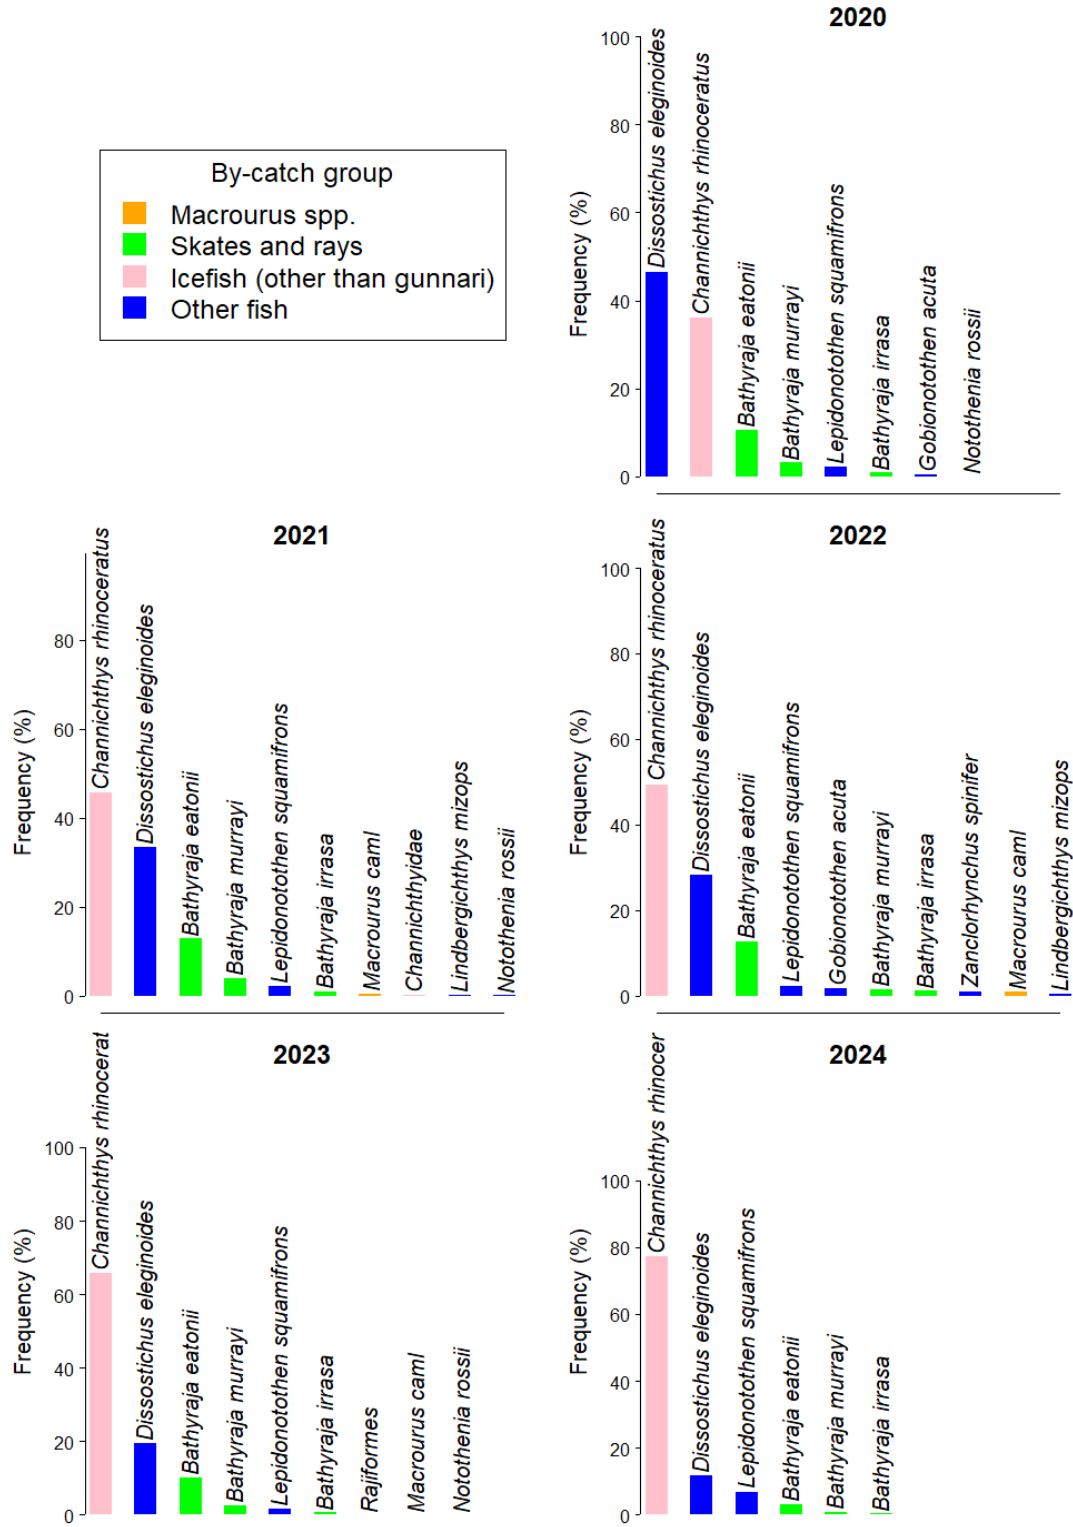 2020
By-catch group
Macrourus spp.
Skates and rays
Icefish (other than gunnari)
Other fish
Frequency (%)
100
80
60
40
20
0
Dissostichus eleginoides
Channichthys rhinoceratus
Bathyraja eatonii
Bathyraja murrayi
Lepidonotothen squamifrons
Bathyraja irrasa
Gobionotothen acuta
Notothenia rossii
2021
Frequency (%)
80
60
40
20
0
Channichthys rhinoceratus
Dissostichus eleginoides
Bathyraja eatonii
Bathyraja murrayi
Lepidonotothen squamifrons
Bathyraja irrasa
Macrourus caml
Channichthyidae
Lindbergichthys mizops
Notothenia rossii
2022
Frequency (%)
100
80
60
40
20
0
Channichthys rhinoceratus
Dissostichus eleginoides
Bathyraja eatonii
Lepidonotothen squamifrons
Gobionotothen acuta
Bathyraja murrayi
Bathyraja irrasa
Zanclorhynchus spinifer
Macrourus caml
Lindbergichthys mizops
2023
Frequency (%)
100
80
60
40
20
0
Channichthys rhinocerat
Dissostichus eleginoides
Bathyraja eatonii
Bathyraja murrayi
Lepidonotothen squamifrons
Bathyraja irrasa
Rajiformes
Macrourus caml
Notothenia rossii
2024
Frequency (%)
100
80
60
40
20
0
Channichthys rhinocer
Dissostichus eleginoides
Lepidonotothen squamifrons
Bathyraja eatonii
Bathyraja murrayi
Bathyraja irrasa